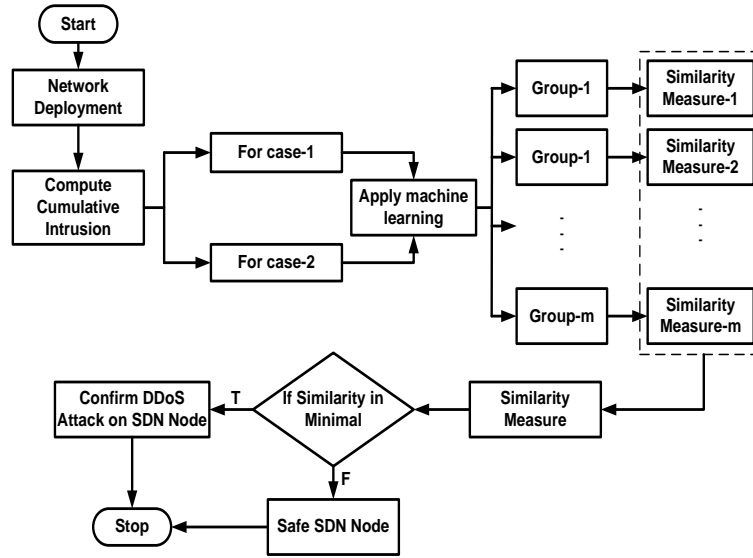 Start
Network
Deployment
Compute
Cumulative
Intrusion
For case-1
For case-2
Apply machine
learning
Group-1
Similarity
Measure-1
Group-1
Similarity
Measure-2
Group-m
Similarity
Measure-m
Similarity
Measure
If Similarity in
Minimal
T
Confirm DDoS
Attack on SDN Node
F
Safe SDN Node
Stop